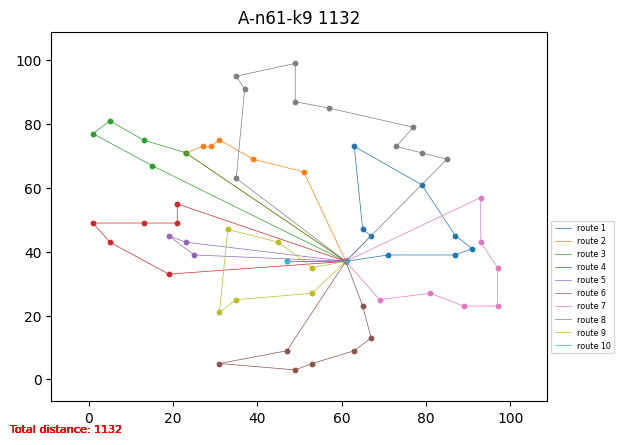 A-n61-k9 1132
100
80
60
40
20
0
0 20 40 60 80 100
route 1
route 2
route 3
route 4
route 5
route 6
route 7
route 8
route 9
route 10
Total distance: 1132